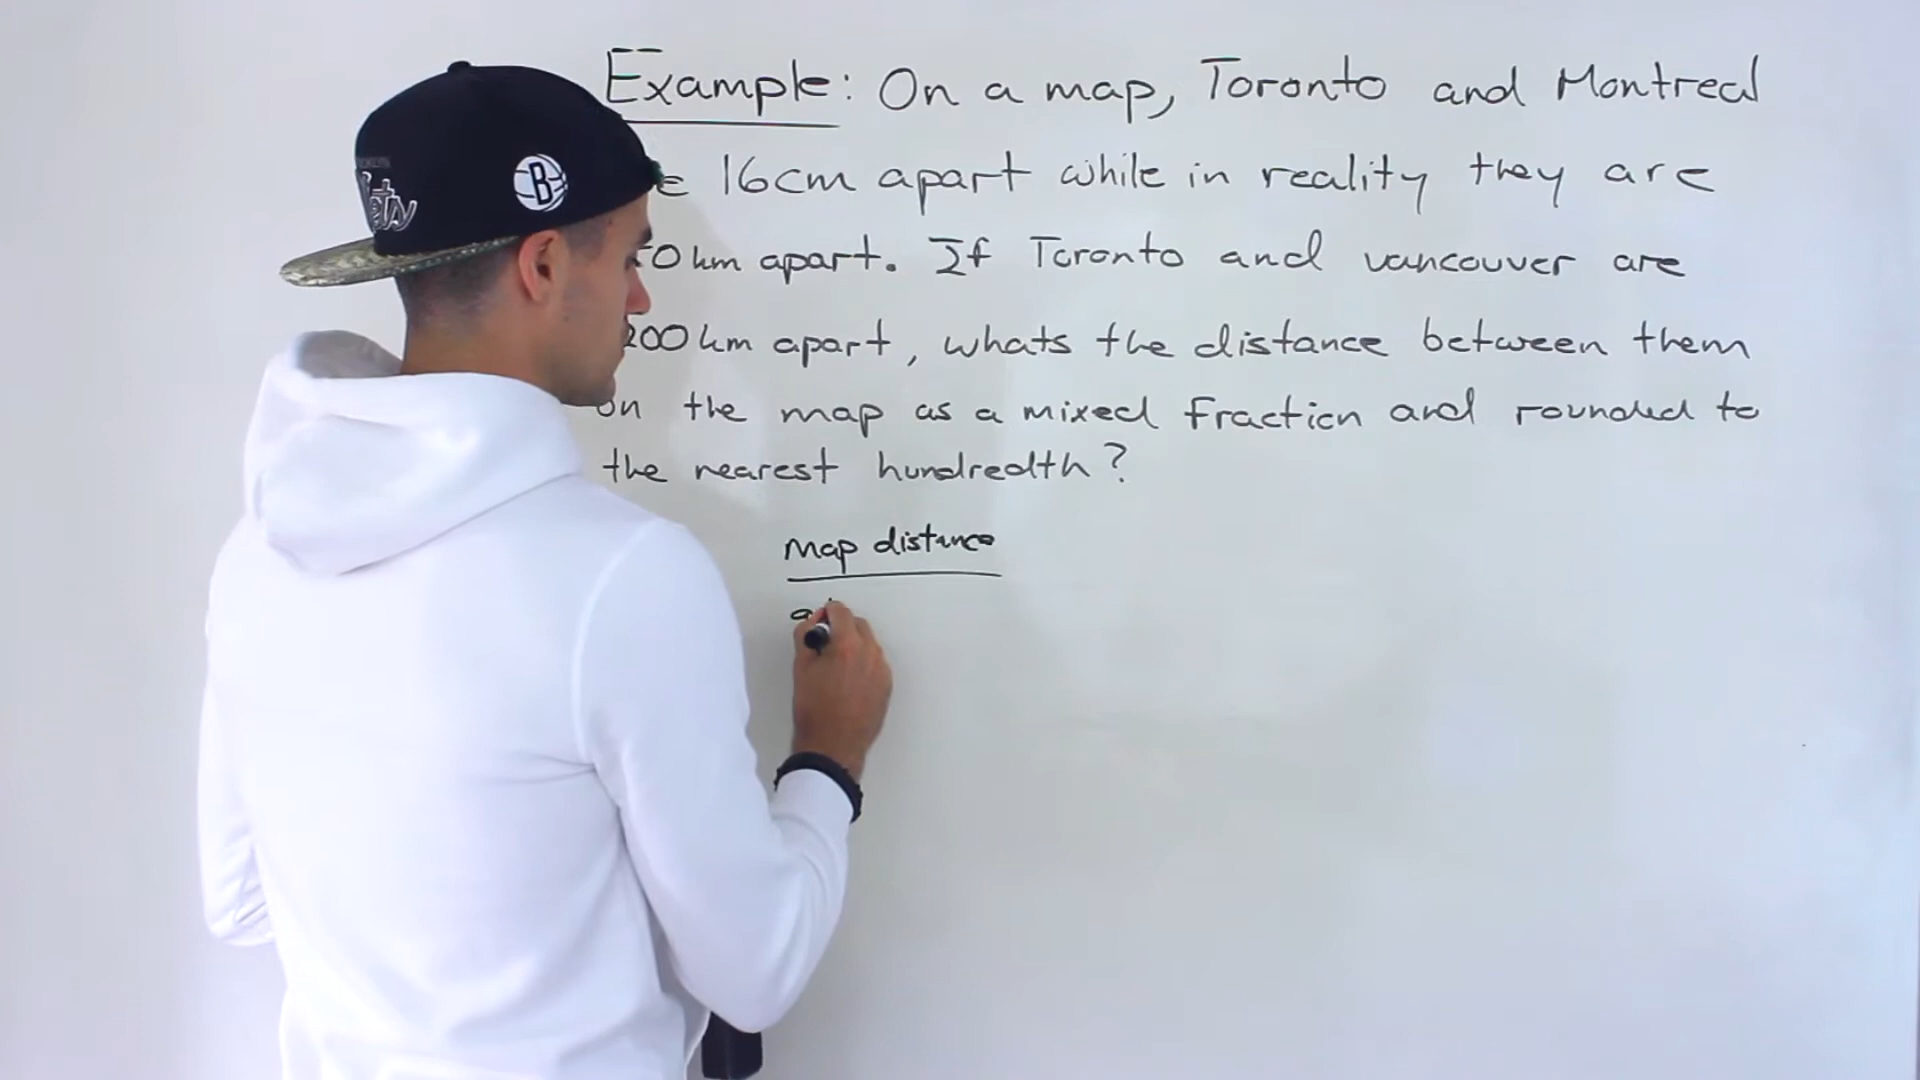 Example: On a map, Toronto and Montreal
16cm apart while in reality they are
0 km apart. If Toronto and vancouver are
200 km apart, whats the distance between them
on the map as a mixed fraction and rounded to
the nearest hundredth?
Map distance
B